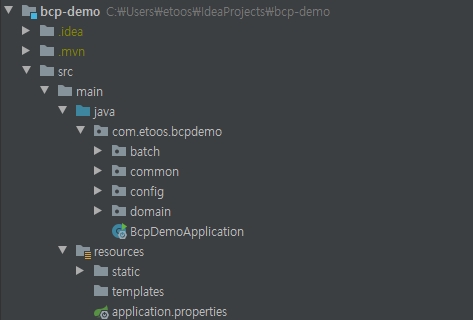 bcp-demo C:₩Users₩etoos₩IdeaProjects₩bcp-demo
.idea
.mvn
src
main
java
com.etoos.bcpdemo
batch
common
config
domain
BcpDemoApplication
resources
static
templates
application.properties